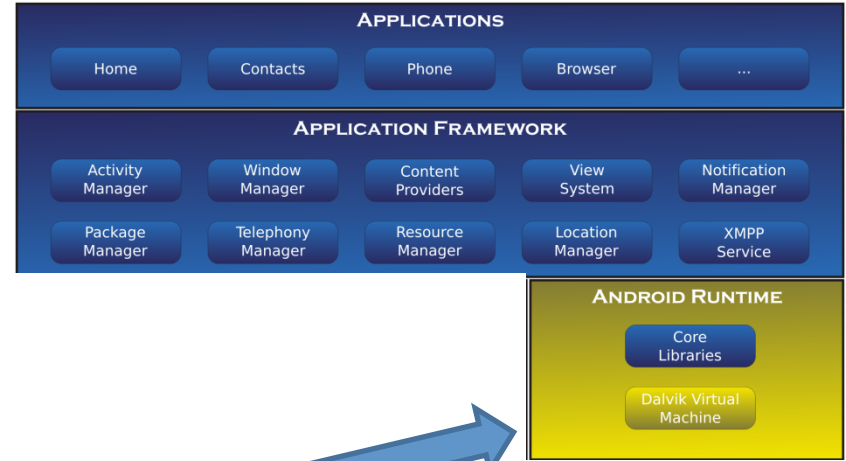 APPLICATIONS
Home
Contacts
Phone
Browser
...
APPLICATION FRAMEWORK
Activity
Manager
Window
Manager
Content
Providers
View
System
Notification
Manager
Package
Manager
Telephony
Manager
Resource
Manager
Location
Manager
XMPP
Service
ANDROID RUNTIME
Core
Libraries
Dalvik Virtual
Machine